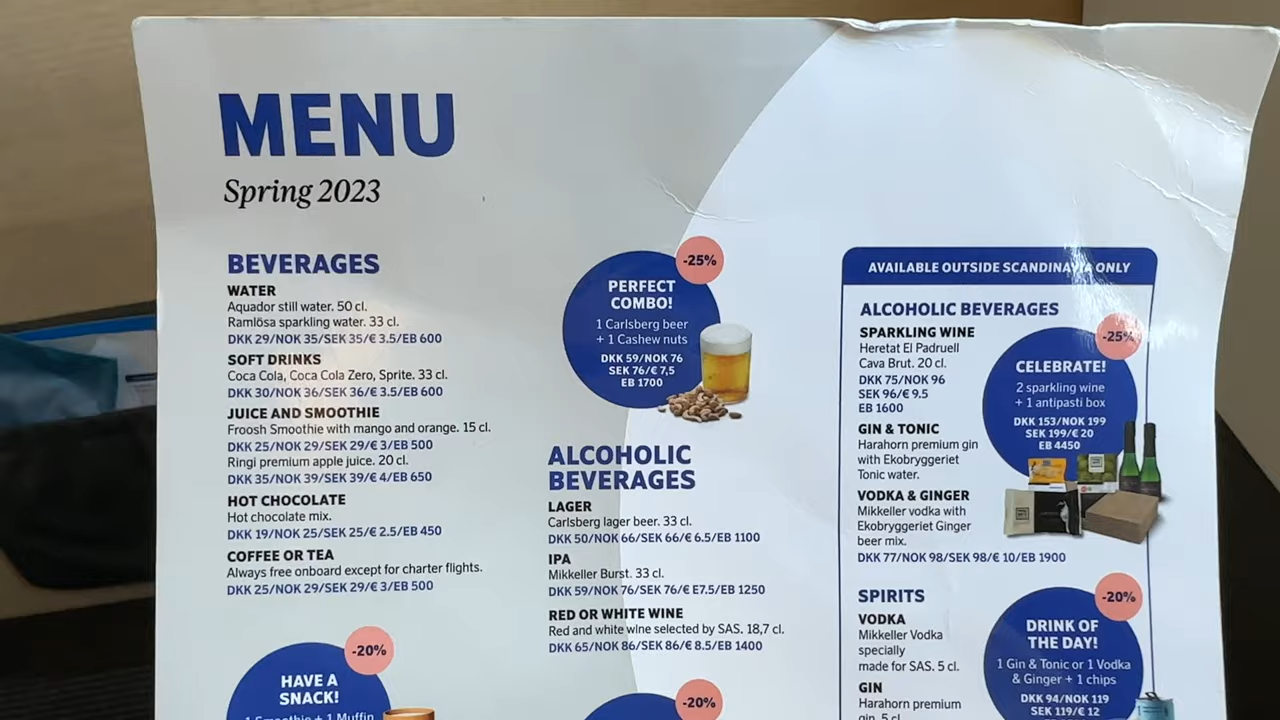 MENU
Spring 2023
BEVERAGES
WATER
Aquador still water. 50 cl.
Ramlösa sparkling water. 33 cl.
DKK 29/NOK 35/SEK 35/€ 3.5/EB 600
SOFT DRINKS
Coca Cola, Coca Cola Zero, Sprite. 33 cl.
DKK 30/NOK 36/SEK 36/€ 3.5/EB 600
JUICE AND SMOOTHIE
Froosh Smoothie with mango and orange. 15 cl.
DKK 25/NOK 29/SEK 29/€ 3/EB 500
Ringi premium apple juice. 20 cl.
DKK 35/NOK 39/SEK 39/€ 4/EB 650
HOT CHOCOLATE
Hot chocolate mix.
DKK 19/NOK 25/SEK 25/€ 2.5/EB 450
COFFEE OR TEA
Always free onboard except for charter flights.
DKK 25/NOK 29/SEK 29/€ 3/EB 500
-20%
HAVE A
SNACK!
1 Smoothie + 1 Muffin
-25%
PERFECT
COMBO!
1 Carlsberg beer
+ 1 Cashew nuts
DKK 59/NOK 76
SEK 76/€ 7,5
EB 1700
ALCOHOLIC
BEVERAGES
LAGER
Carlsberg lager beer. 33 cl.
DKK 50/NOK 66/SEK 66/€ 6.5/EB 1100
IPA
Mikkeller Burst. 33 cl.
DKK 59/NOK 76/SEK 76/€ E7.5/EB 1250
RED OR WHITE WINE
Red and white wine selected by SAS. 18,7 cl.
DKK 65/NOK 86/SEK 86/€ 8.5/EB 1400
-20%
AVAILABLE OUTSIDE SCANDINAVIA ONLY
ALCOHOLIC BEVERAGES
SPARKLING WINE
Heretat El Padruell
Cava Brut. 20 cl.
DKK 75/NOK 96
SEK 96/€ 9.5
EB 1600
-25%
CELEBRATE!
2 sparkling wine
+ 1 antipasti box
DKK 153/NOK 199
SEK 199/€ 20
EB 4450
GIN & TONIC
Harahorn premium gin
with Ekobryggeriet
Tonic water.
VODKA & GINGER
Mikkeller vodka with
Ekobryggeriet Ginger
beer mix.
DKK 77/NOK 98/SEK 98/€ 10/EB 1900
SPIRITS
VODKA
Mikkeller Vodka
specially
made for SAS. 5 cl.
GIN
Harahorn premium
gin. 5 cl.
-20%
DRINK OF
THE DAY!
1 Gin & Tonic or 1 Vodka
& Ginger + 1 chips
DKK 94/NOK 119
SEK 119/€ 12